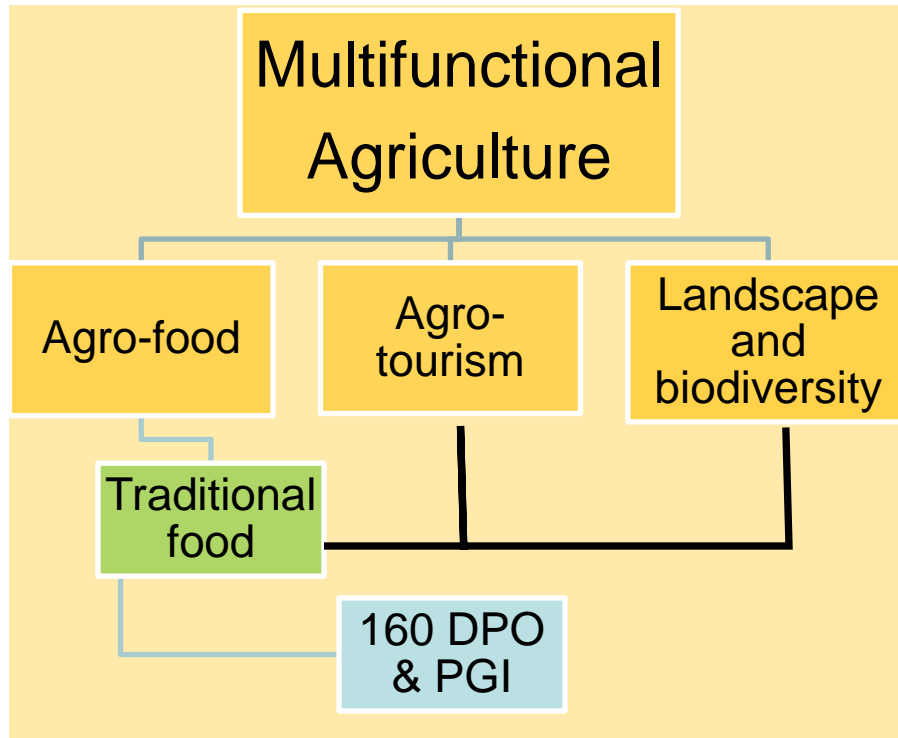 Multifunctional
Agriculture
Agro-food
Agro-
tourism
Landscape
and
biodiversity
Traditional
food
160 DPO
& PGI